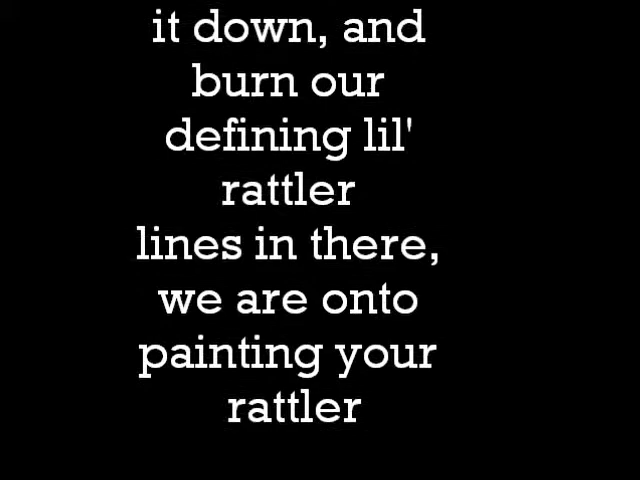 it down, and
burn our
defining lil'
rattler
lines in there,
we are onto
painting your
rattler